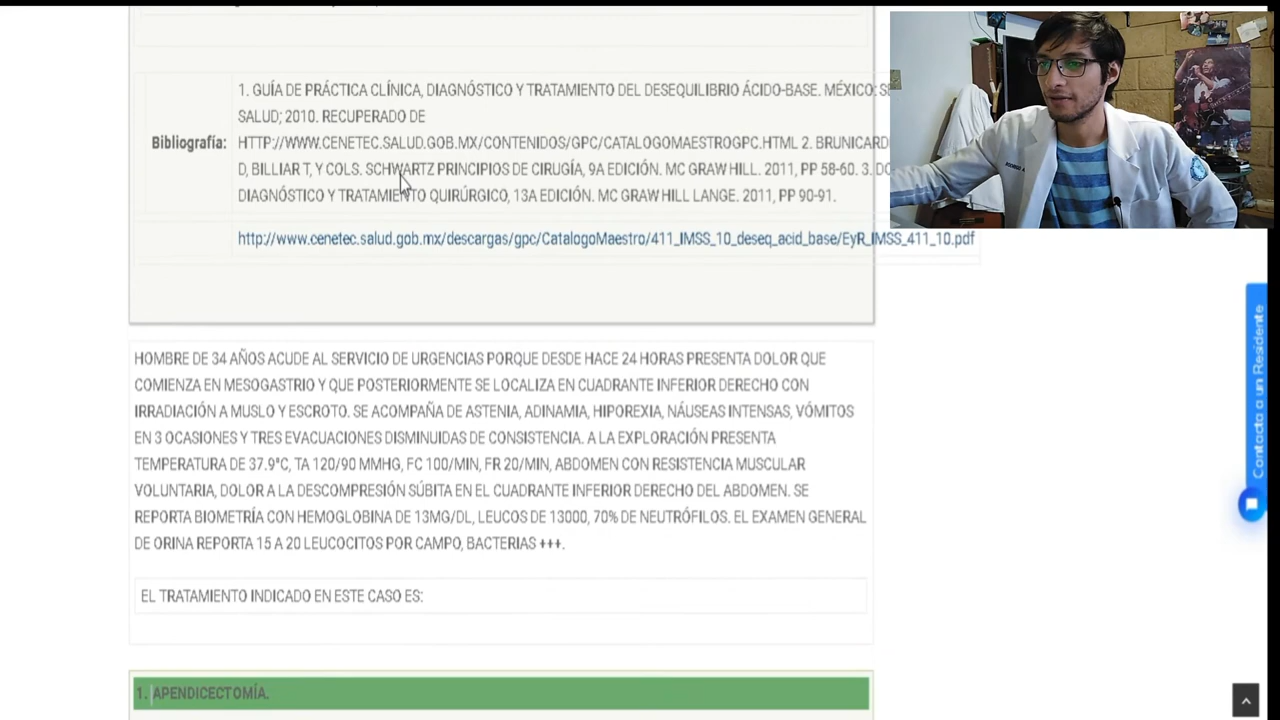 1. GUÍA DE PRÁCTICA CLÍNICA, DIAGNÓSTICO Y TRATAMIENTO DEL DESEQUILIBRIO ÁCIDO-BASE. MÉXICO:
SALUD; 2010. RECUPERADO DE
Bibliografía:
HTTP://WWW.CENETEC.SALUD.GOB.MX/CONTENIDOS/GPC/CATALOGOMAESTROGPC.HTML 2.
D, BILLIAR T, Y COLS. SCHWARTZ PRINCIPIOS DE CIRUGÍA, 9A EDICIÓN. MC GRAW HILL. 2011, PP 58-60. 3.
DIAGNÓSTICO Y TRATAMIENTO QUIRÚRGICO, 13A EDICIÓN. MC GRAW HILL LANGE. 2011, PP 90-91.
http://www.cenetec.salud.gob.mx/descargas/gpc/CatalogoMaestro/411_IMSS_10_deseq_acid_base/EyR_IMSS_411_10.pdf
HOMBRE DE 34 AÑOS ACUDE AL SERVICIO DE URGENCIAS PORQUE DESDE HACE 24 HORAS PRESENTA DOLOR QUE
COMIENZA EN MESOGASTRIO Y QUE POSTERIORMENTE SE LOCALIZA EN CUADRANTE INFERIOR DERECHO CON
IRRADIACIÓN A MUSLO Y ESCROTO. SE ACOMPAÑA DE ASTENIA, ADINAMIA, HIPOREXIA, NÁUSEAS INTENSAS, VÓMITOS
EN 3 OCASIONES Y TRES EVACUACIONES DISMINUIDAS DE CONSISTENCIA. A LA EXPLORACIÓN PRESENTA
TEMPERATURA DE 37.9°C, TA 120/90 MMHG, FC 100/MIN, FR 20/MIN, ABDOMEN CON RESISTENCIA MUSCULAR
VOLUNTARIA, DOLOR A LA DESCOMPRESIÓN SÚBITA EN EL CUADRANTE INFERIOR DERECHO DEL ABDOMEN. SE
REPORTA BIOMETRÍA CON HEMOGLOBINA DE 13MG/DL, LEUCOS DE 13000, 70% DE NEUTRÓFILOS. EL EXAMEN GENERAL
DE ORINA REPORTA 15 A 20 LEUCOCITOS POR CAMPO, BACTERIAS +++.
EL TRATAMIENTO INDICADO EN ESTE CASO ES:
1. APENDICECTOMÍA.
Contacta a un Residente